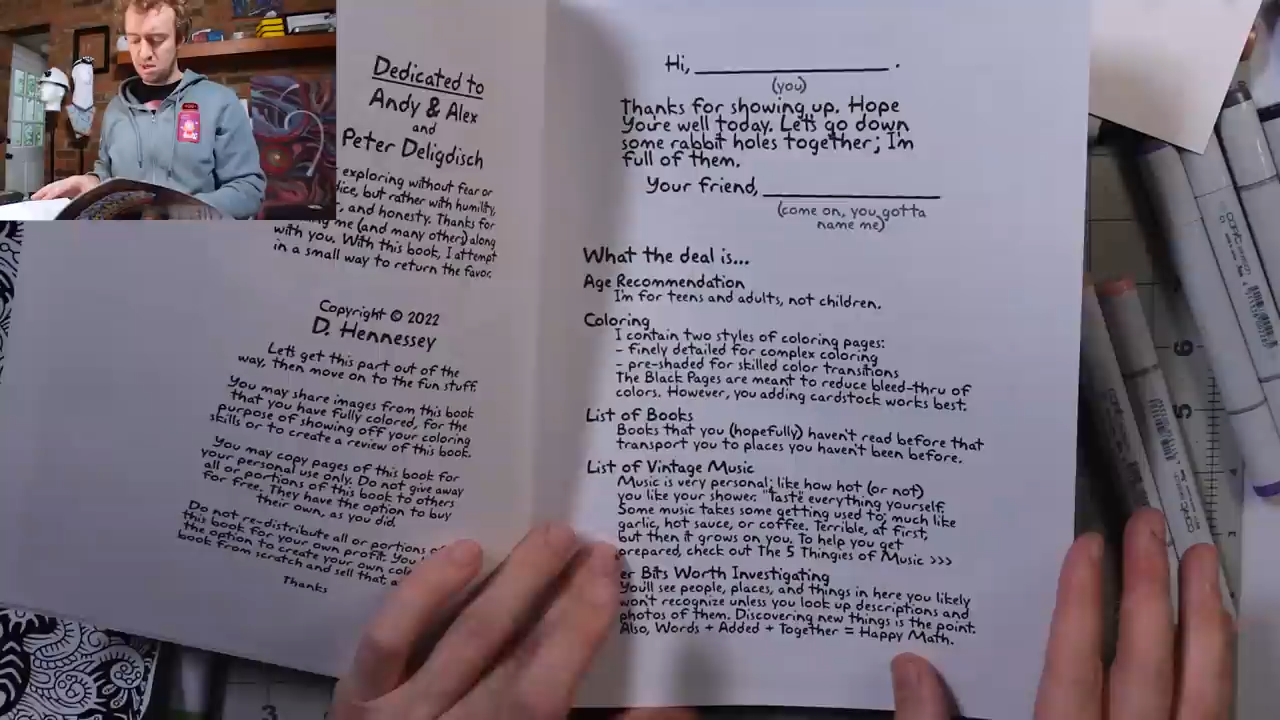 Dedicated to
Andy & Alex
and
Peter Deligdisch
exploring without fear or
but rather with humility,
, and honesty. Thanks for
me (and many other) along
with you. With this book, I attempt
in a small way to return the favor.
Copyright © 2022
D. Hennessey
Let's get this part out of the
way, then move on to the fun stuff.
You may share images from this book
that you have fully colored, for the
purpose of showing off your coloring
skills or to create a review of this book.
You may copy pages of this book for
your personal use only. Do not give away
all or portions of this book to others
for free. They have the option to buy
their own, as you did.
Do not re-distribute all or portions
this book for your own profit. You
the option to create your own
book from scratch and sell that
Thanks
Hi, ____________.
(you)
Thanks for showing up. Hope
You're well today. Let's go down
some rabbit holes together; I'm
full of them.
Your friend, ____________
(come on, you gotta
name me)
What the deal is...
Age Recommendation
I'm for teens and adults, not children.
Coloring
I contain two styles of coloring pages:
- finely detailed for complex coloring
- pre-shaded for skilled color transitions
The Black Pages are meant to reduce bleed-thru of
colors. However, you adding cardstock works best.
List of Books
Books that you (hopefully) haven't read before that
transport you to places you haven't been before.
List of Vintage Music
Music is very personal; like how hot (or not)
you like your shower. "Taste" everything yourself.
Some music takes some getting used to; much like
garlic, hot sauce, or coffee. Terrible, at first,
but then it grows on you. To help you get
prepared, check out The 5 Thingies of Music >>>
er Bits Worth Investigating
You'll see people, places, and things in here you likely
won't recognize unless you look up descriptions and
photos of them. Discovering new things is the point.
Also, Words + Added + Together = Happy Math.
6
5
3